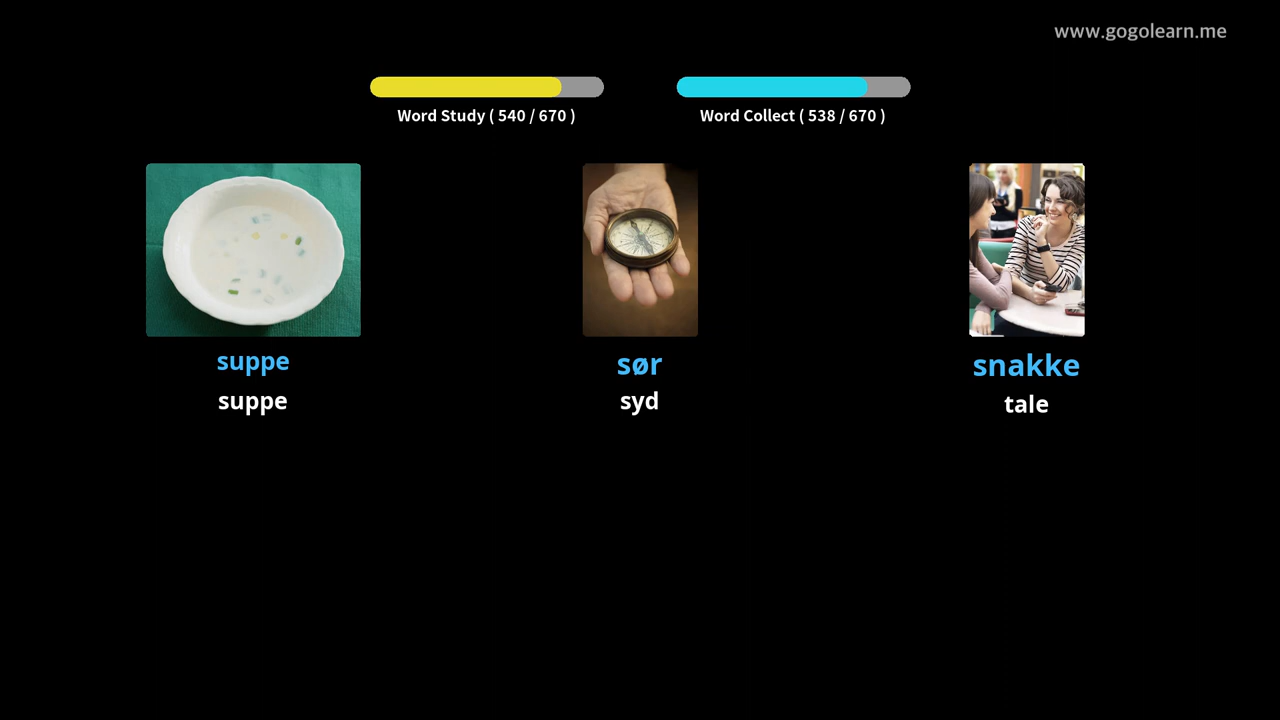 www.gogolearn.me
Word Study ( 540 / 670 )
Word Collect ( 538 / 670 )
suppe
sør
snakke
suppe
syd
tale